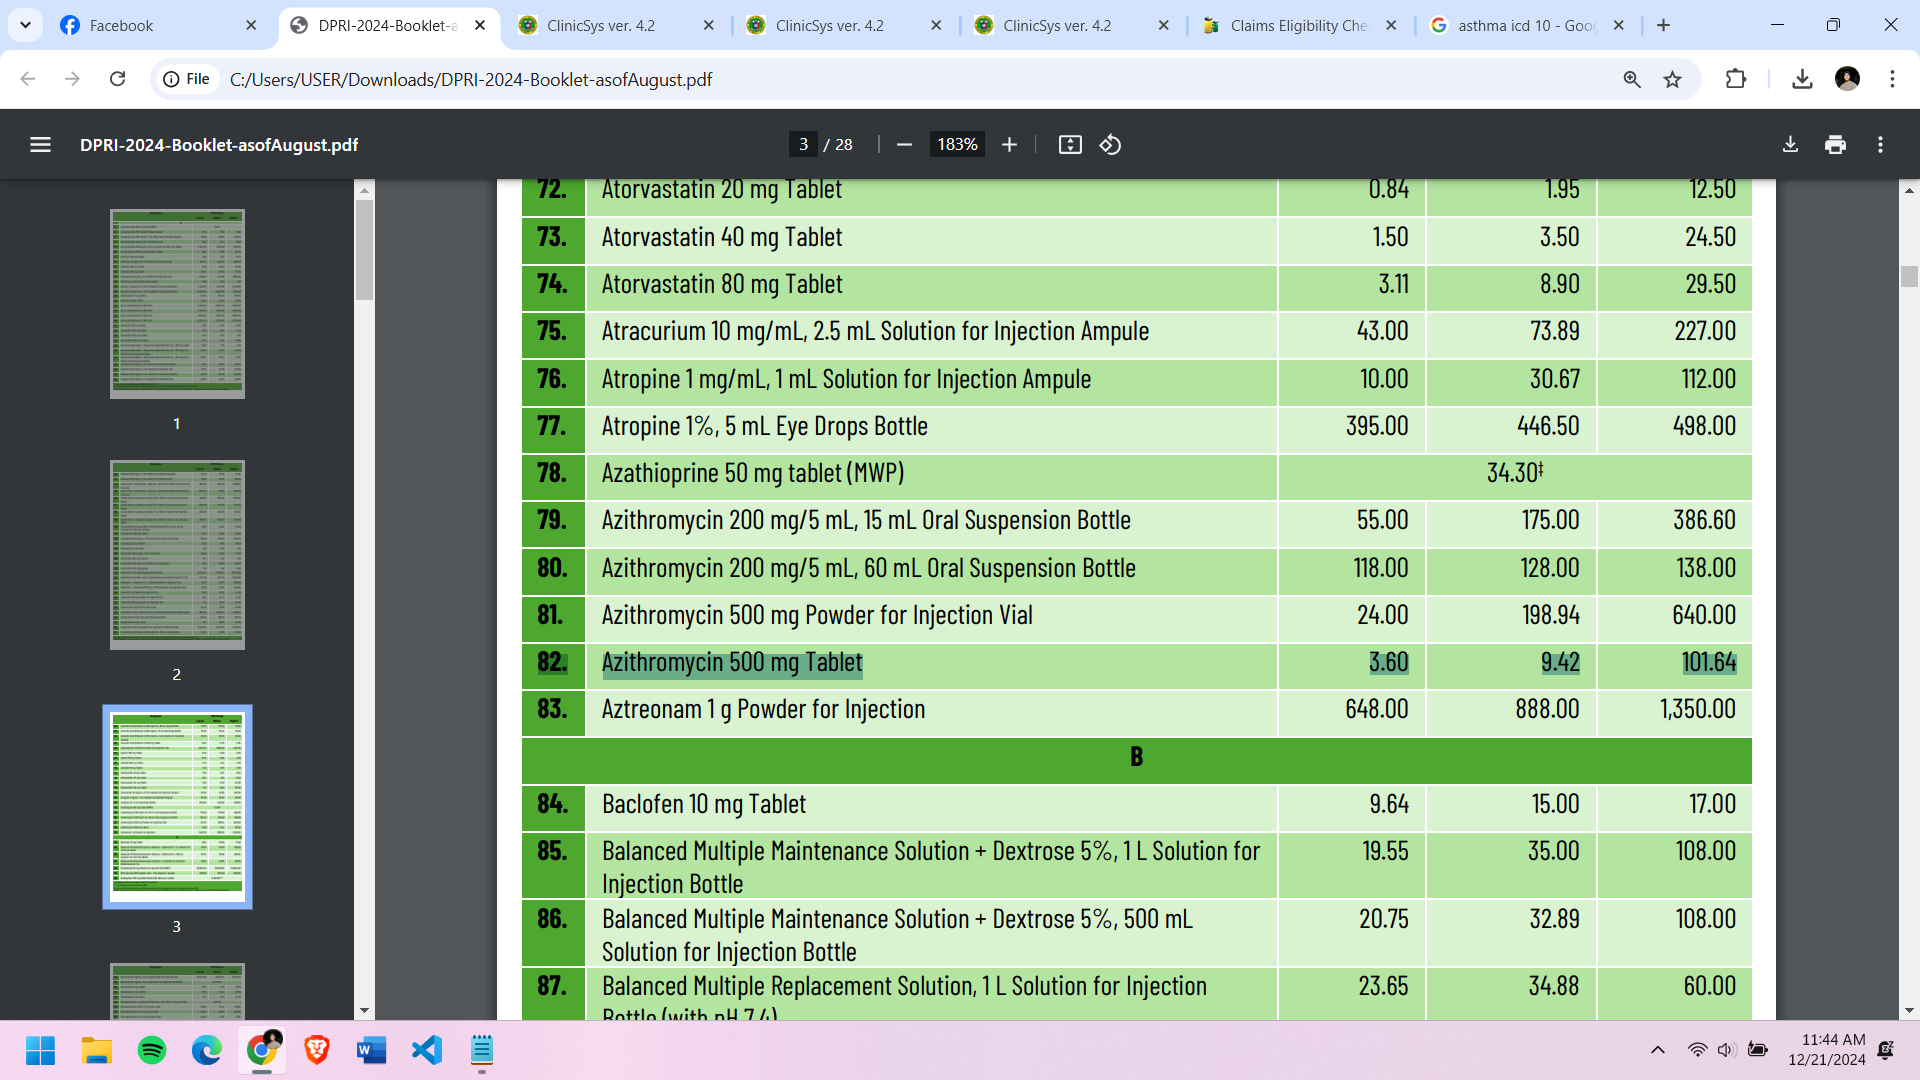 Facebook
DPRI-2024-Booklet-a
ClinicSys ver. 4.2
ClinicSys ver. 4.2
ClinicSys ver. 4.2
Claims Eligibility Che
asthma icd 10 - Goo
File
C:/Users/USER/Downloads/DPRI-2024-Booklet-asofAugust.pdf
DPRI-2024-Booklet-asofAugust.pdf
3 / 28
183%
1
2
3
72. Atorvastatin 20 mg Tablet 0.84 1.95 12.50
73. Atorvastatin 40 mg Tablet 1.50 3.50 24.50
74. Atorvastatin 80 mg Tablet 3.11 8.90 29.50
75. Atracurium 10 mg/mL, 2.5 mL Solution for Injection Ampule 43.00 73.89 227.00
76. Atropine 1 mg/mL, 1 mL Solution for Injection Ampule 10.00 30.67 112.00
77. Atropine 1%, 5 mL Eye Drops Bottle 395.00 446.50 498.00
78. Azathioprine 50 mg tablet (MWP) 34.30‡
79. Azithromycin 200 mg/5 mL, 15 mL Oral Suspension Bottle 55.00 175.00 386.60
80. Azithromycin 200 mg/5 mL, 60 mL Oral Suspension Bottle 118.00 128.00 138.00
81. Azithromycin 500 mg Powder for Injection Vial 24.00 198.94 640.00
82. Azithromycin 500 mg Tablet 3.60 9.42 101.64
83. Aztreonam 1 g Powder for Injection 648.00 888.00 1,350.00
B
84. Baclofen 10 mg Tablet 9.64 15.00 17.00
85. Balanced Multiple Maintenance Solution + Dextrose 5%, 1 L Solution for 19.55 35.00 108.00
Injection Bottle
86. Balanced Multiple Maintenance Solution + Dextrose 5%, 500 mL 20.75 32.89 108.00
Solution for Injection Bottle
87. Balanced Multiple Replacement Solution, 1 L Solution for Injection 23.65 34.88 60.00
Bottle (with pH 7.4)
11:44 AM
12/21/2024